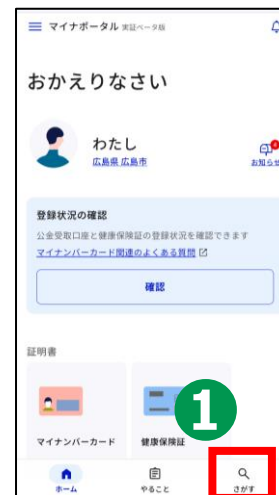 マイナポータル 実証ベータ版
おかえりなさい
わたし
広島県 広島市
4
お知らせ
登録状況の確認
公金受取口座と健康保険証の登録状況を確認できます
マイナンバーカード関連のよくある質問
確認
証明書
マイナンバーカード
健康保険証
1
ホーム
やること
さがす